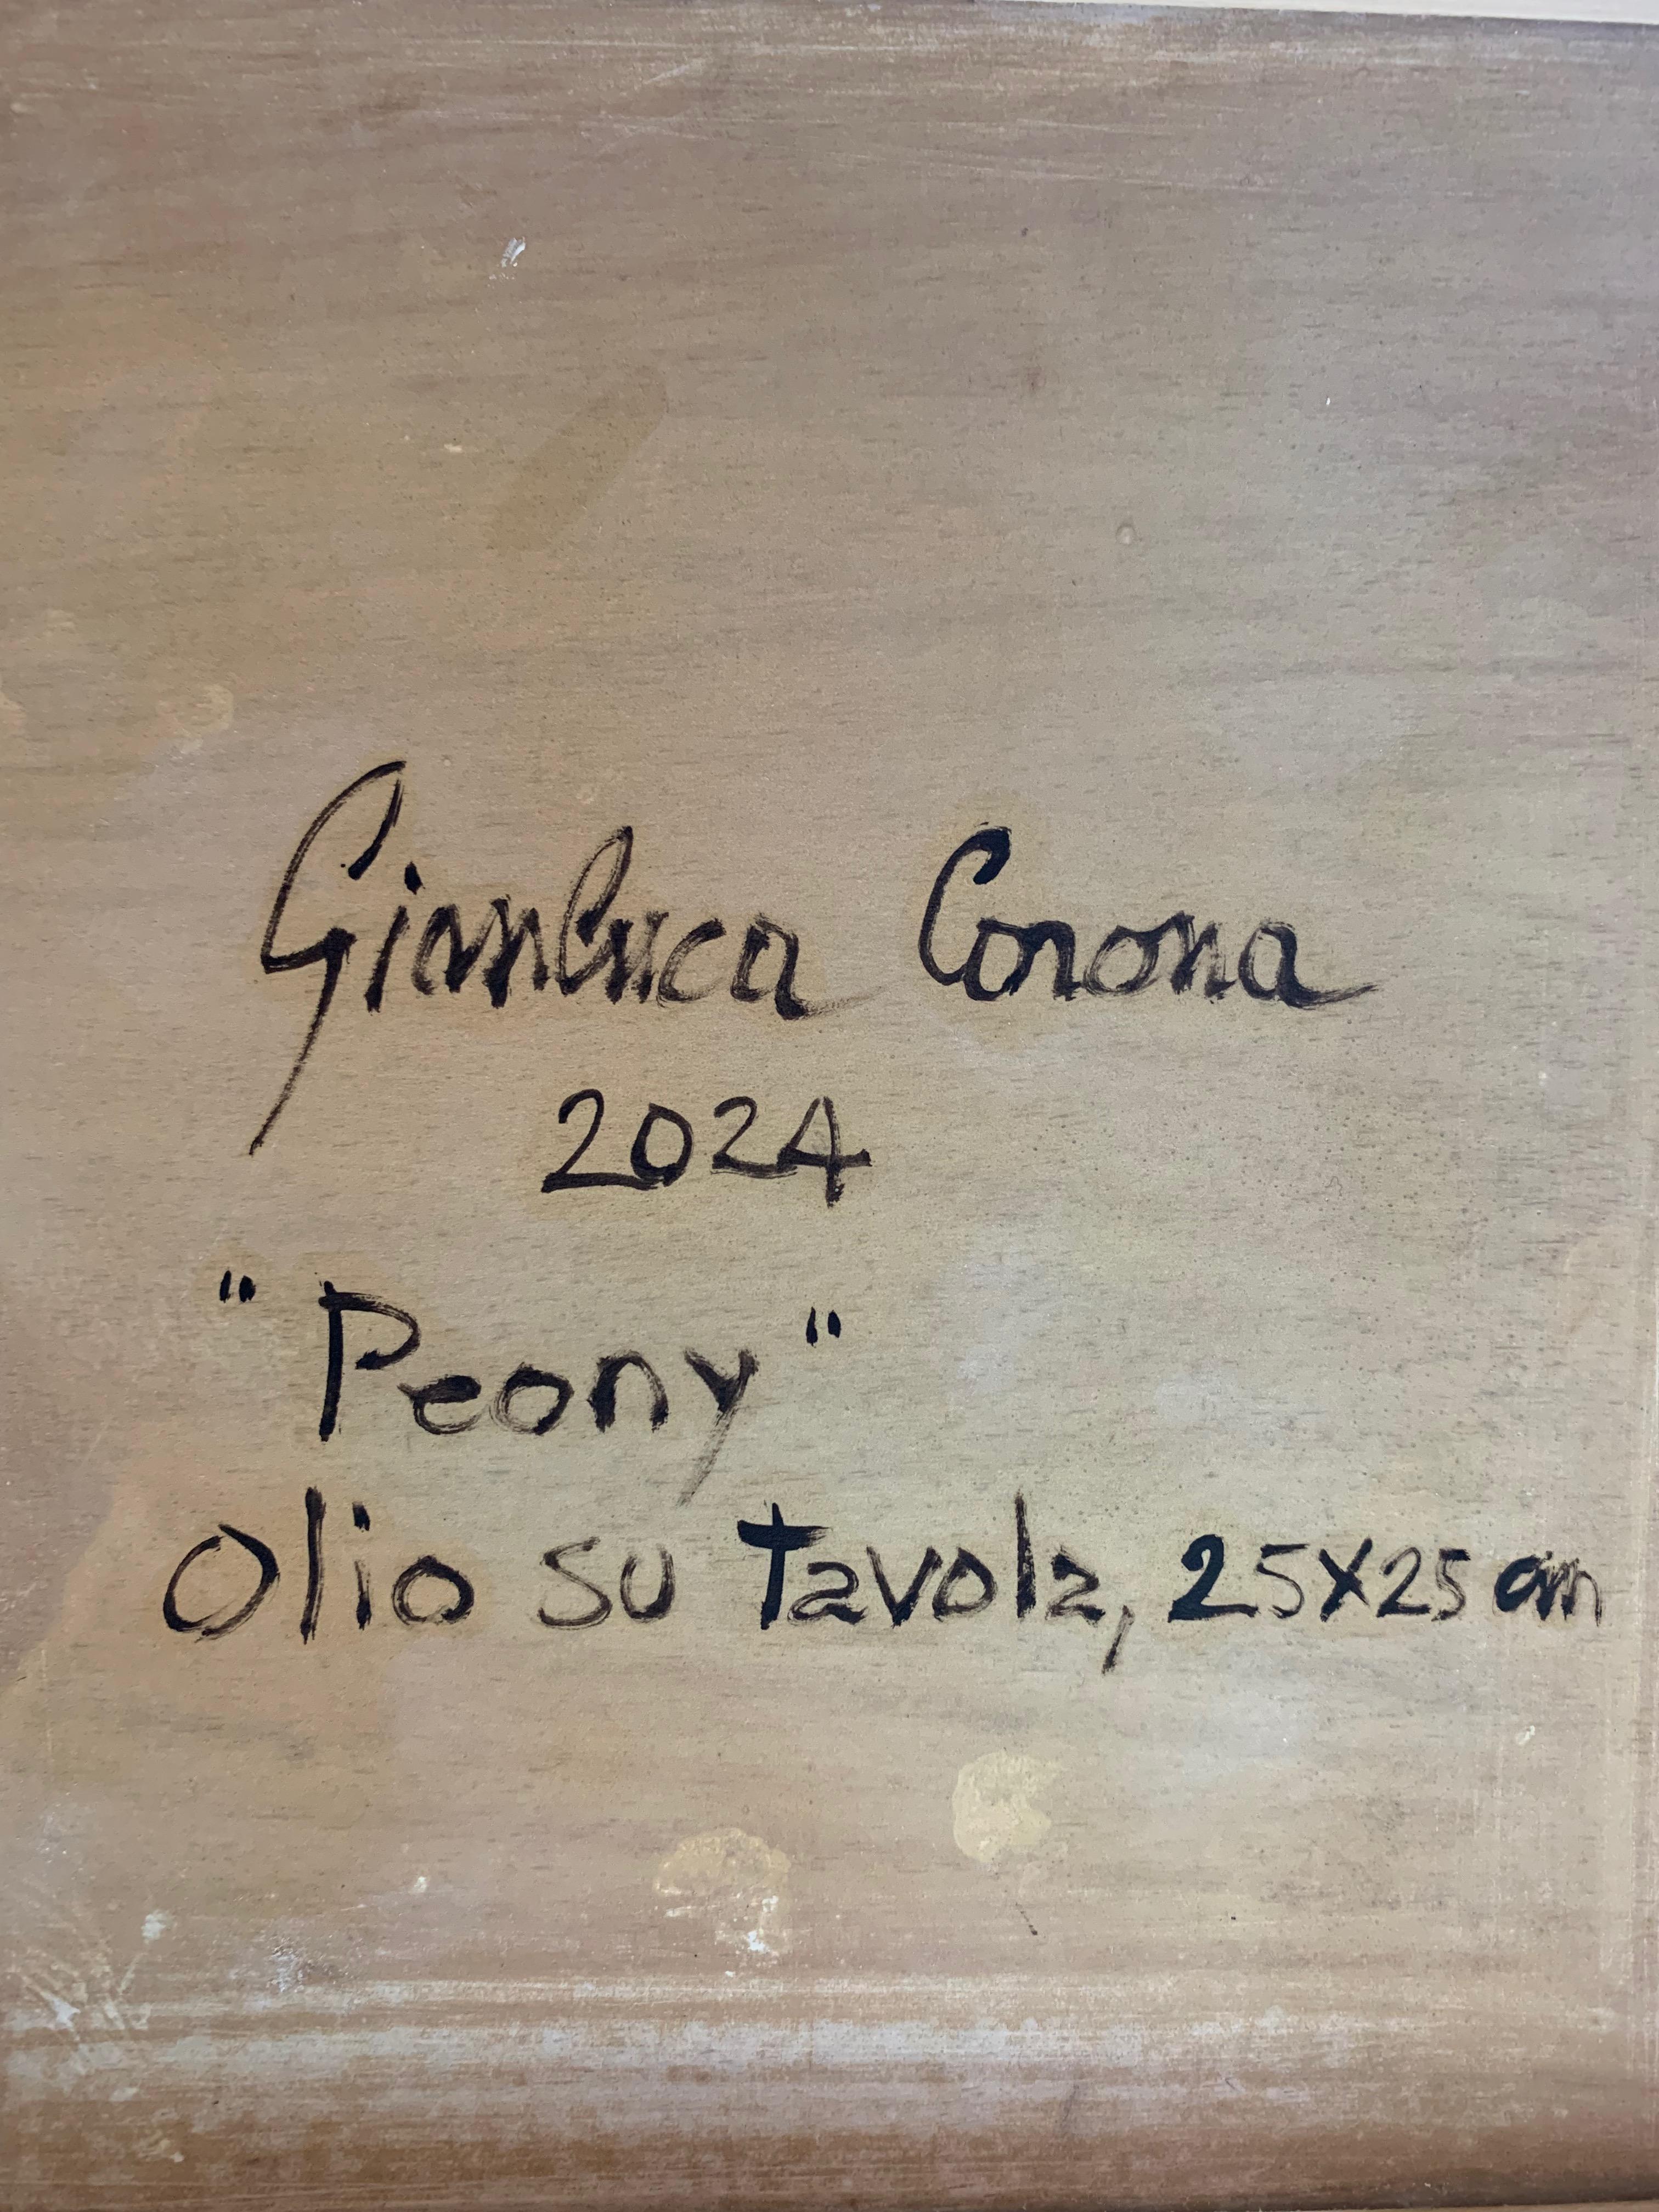 Gianluca Corona
2024
"Peony"
Olio su tavola, 25x25 cm